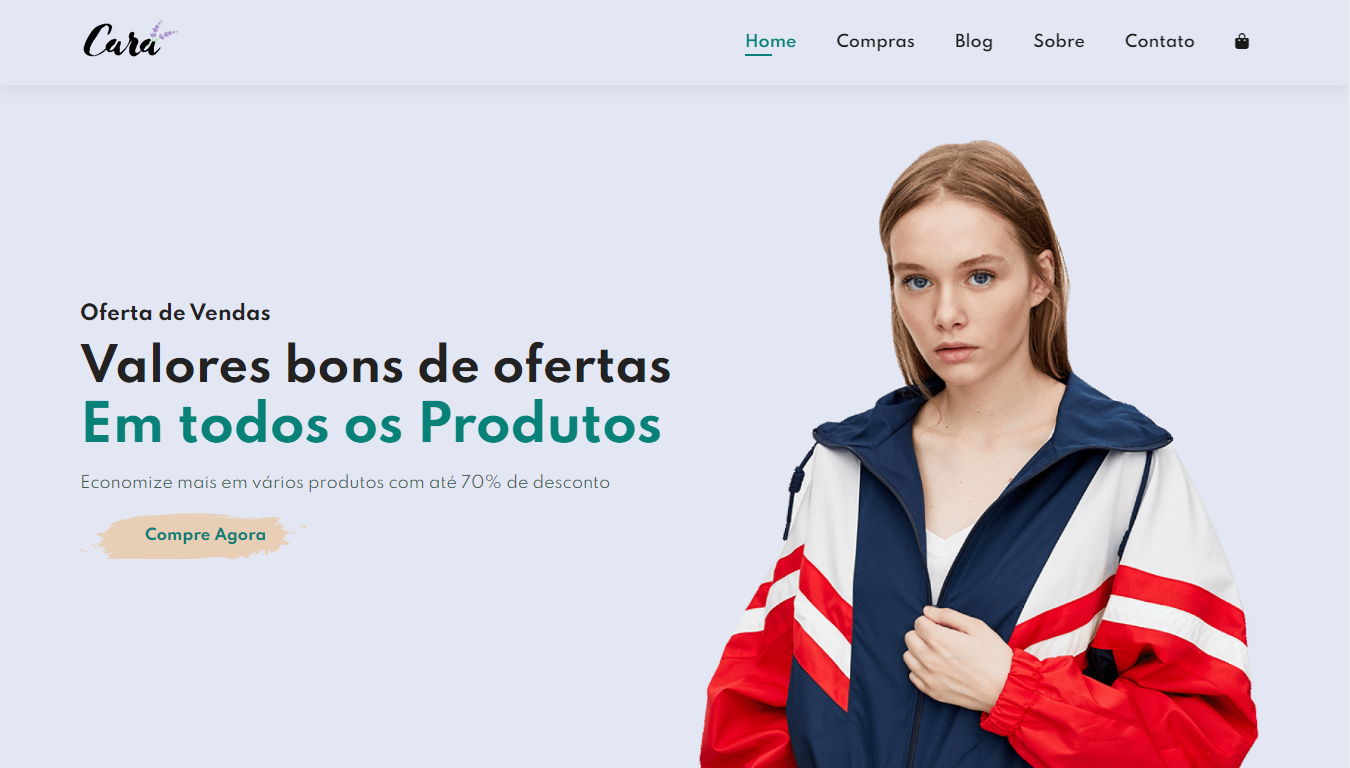 Cara
Home Compras Blog Sobre Contato
Oferta de Vendas
Valores bons de ofertas
Em todos os Produtos
Economize mais em vários produtos com até 70% de desconto
Compre Agora